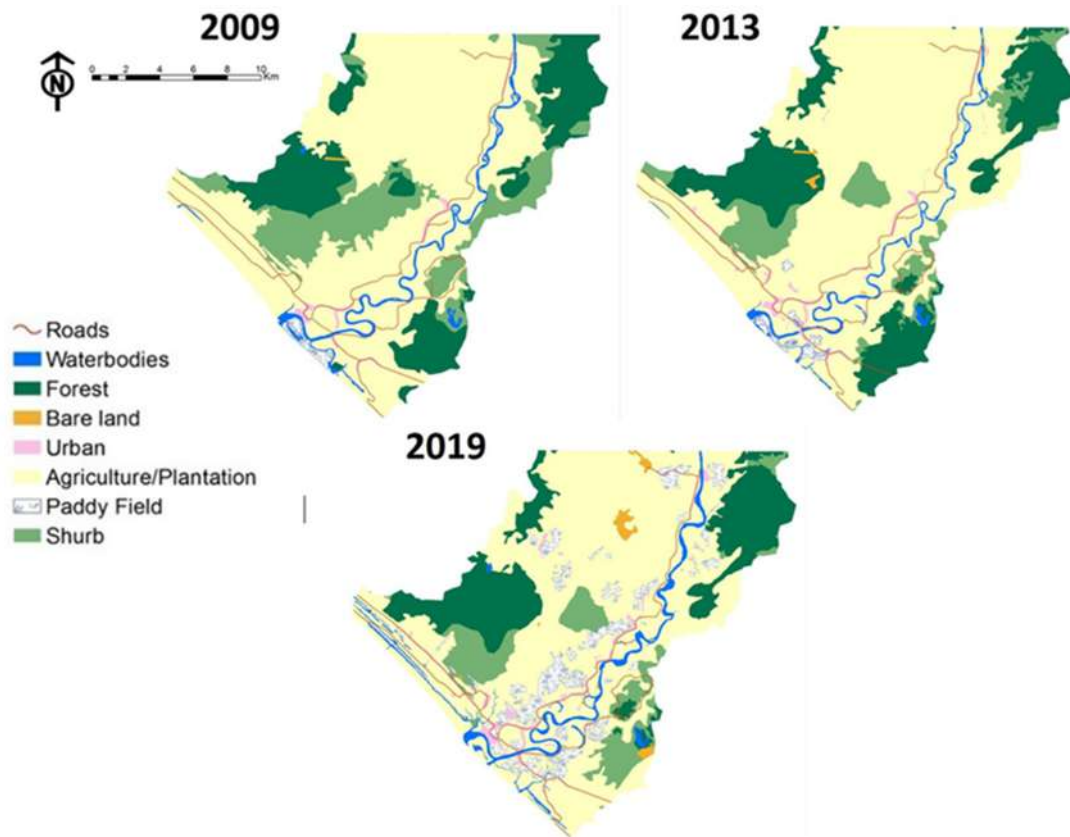 2009
2013
N
0 2 4 6 8 10
Km
Roads
Waterbodies
Forest
Bare land
Urban
Agriculture/Plantation
Paddy Field
Shurb
2019